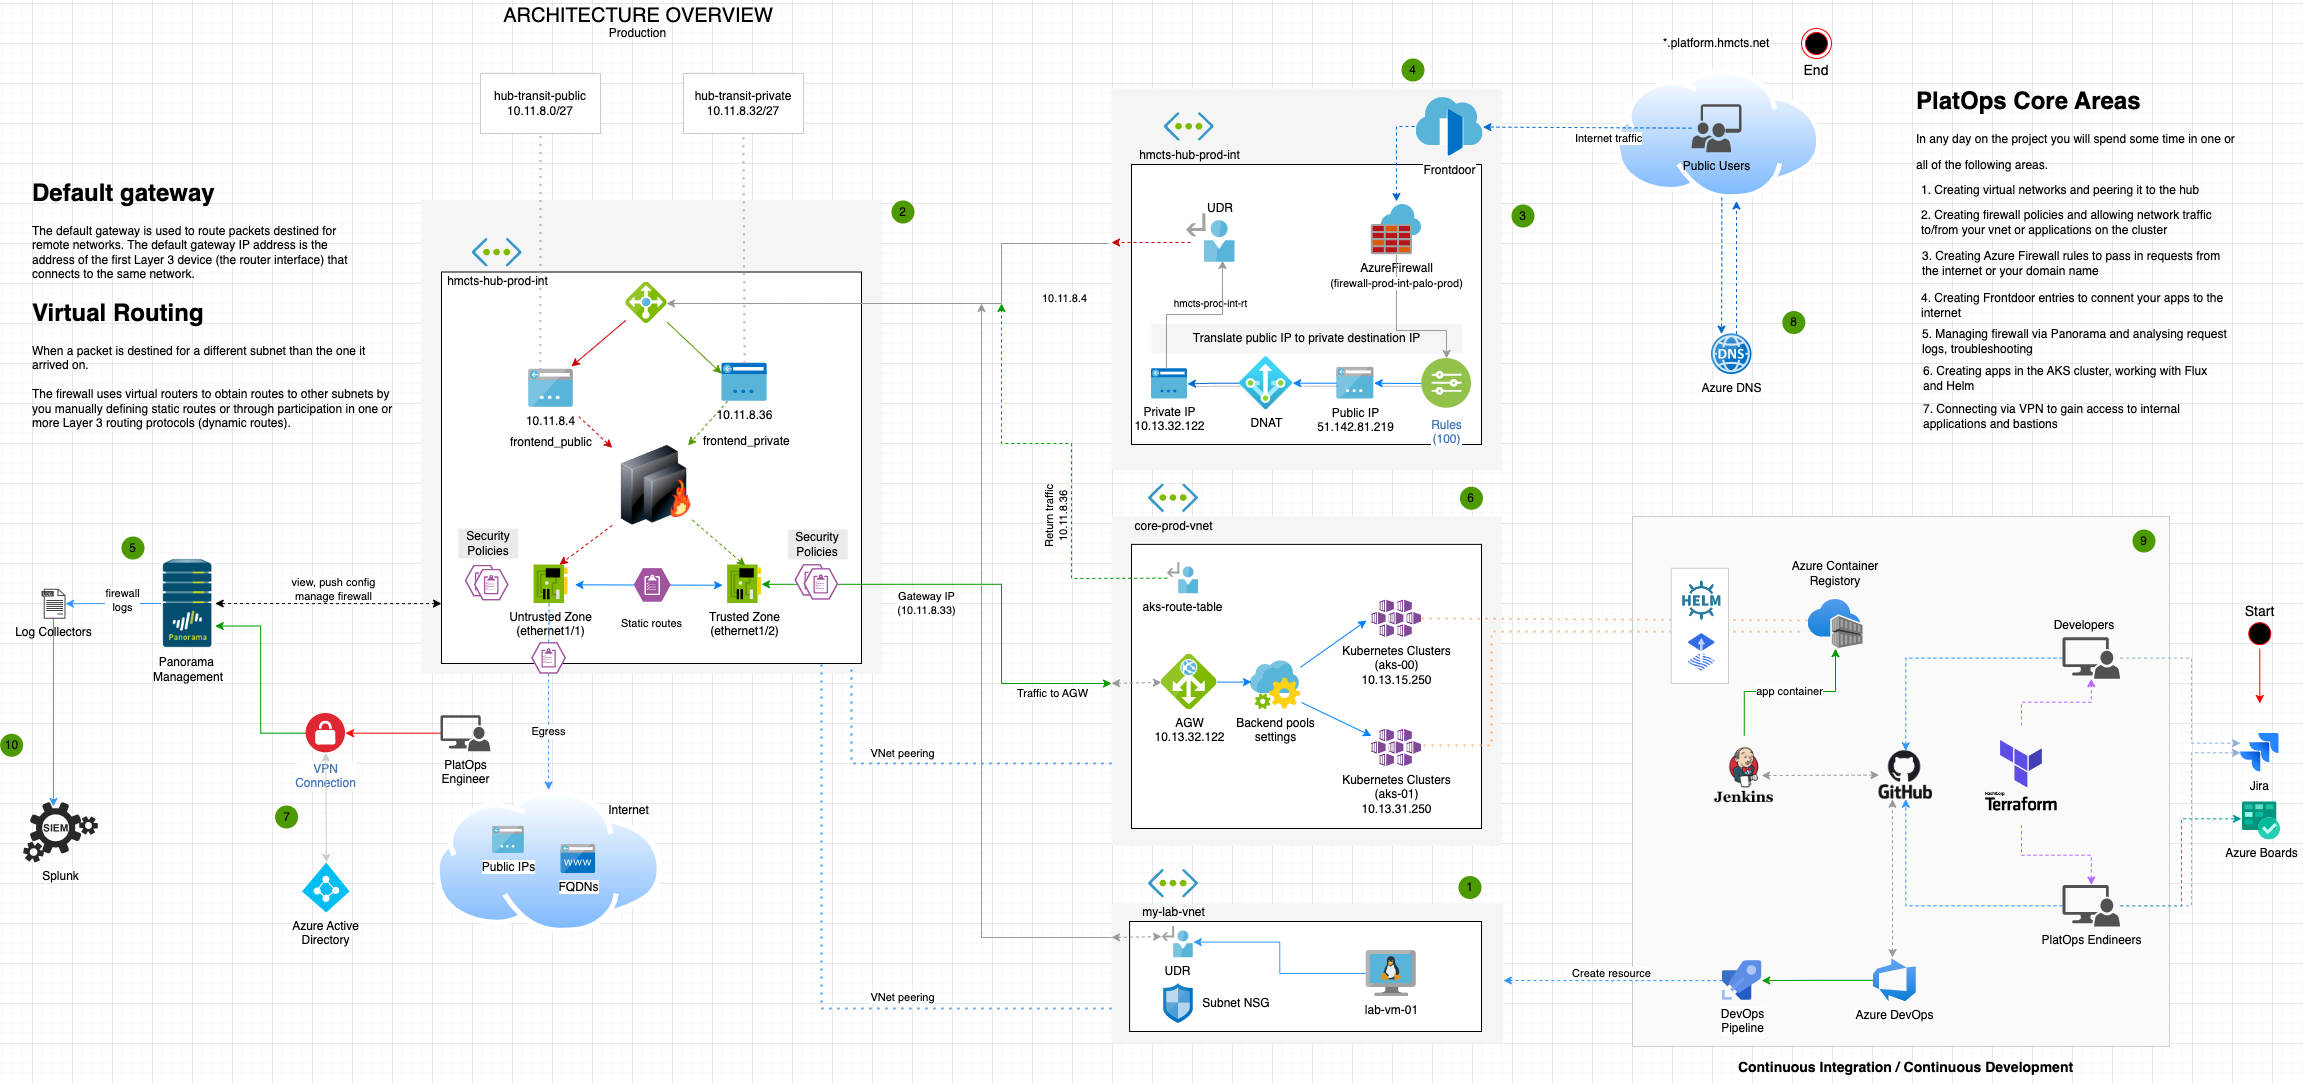 ARCHITECTURE OVERVIEW
Production
hub-transit-public
10.11.8.0/27
hub-transit-private
10.11.8.32/27
Default gateway
The default gateway is used to route packets destined for
remote networks. The default gateway IP address is the
address of the first Layer 3 device (the router interface) that
connects to the same network.
Virtual Routing
When a packet is destined for a different subnet than the one it
arrived on.
The firewall uses virtual routers to obtain routes to other subnets by
you manually defining static routes or through participation in one or
more Layer 3 routing protocols (dynamic routes).
2
hmcts-hub-prod-int
10.11.8.4
frontend_public
10.11.8.36
frontend_private
Security
Policies
Security
Policies
Untrusted Zone
(ethernet1/1)
Static routes
Trusted Zone
(ethernet1/2)
5
view, push config
manage firewall
firewall
logs
Log Collectors
Panorama
Panorama
Management
10
VPN
Connection
PlatOps
Engineer
7
SIEM
Splunk
Azure Active
Directory
Egress
Internet
Public IPs
WWW
FQDNs
VNet peering
VNet peering
Gateway IP
(10.11.8.33)
Traffic to AGW
10.11.8.4
Return traffic
10.11.8.36
4
hmcts-hub-prod-int
Frontdoor
3
UDR
AzureFirewall
(firewall-prod-int-palo-prod)
hmcts-prod-int-rt
Translate public IP to private destination IP
Private IP
10.13.32.122
DNAT
Public IP
51.142.81.219
Rules
(100)
6
core-prod-vnet
aks-route-table
AGW
10.13.32.122
Backend pools
settings
Kubernetes Clusters
(aks-00)
10.13.15.250
Kubernetes Clusters
(aks-01)
10.13.31.250
1
my-lab-vnet
UDR
Subnet NSG
lab-vm-01
*.platform.hmcts.net
End
Internet traffic
Public Users
8
DNS
Azure DNS
PlatOps Core Areas
In any day on the project you will spend some time in one or
all of the following areas.
1. Creating virtual networks and peering it to the hub
2. Creating firewall policies and allowing network traffic
to/from your vnet or applications on the cluster
3. Creating Azure Firewall rules to pass in requests from
the internet or your domain name
4. Creating Frontdoor entries to connent your apps to the
internet
5. Managing firewall via Panorama and analysing request
logs, troubleshooting
6. Creating apps in the AKS cluster, working with Flux
and Helm
7. Connecting via VPN to gain access to internal
applications and bastions
9
HELM
Azure Container
Registory
Developers
Start
app container
Jenkins
GitHub
HashiCorp
Terraform
Jira
Azure Boards
PlatOps Endineers
Create resource
DevOps
Pipeline
Azure DevOps
Continuous Integration / Continuous Development